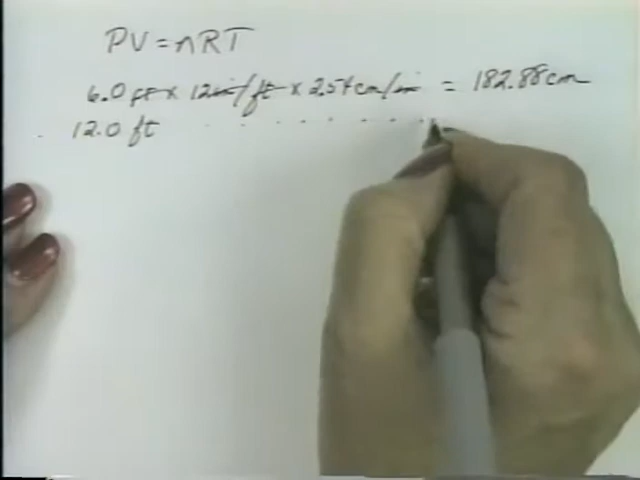 PV = nRT
6.0 ft x 12 in/ft x 2.54 cm/in = 182.88 cm
12.0 ft . . . . . . .